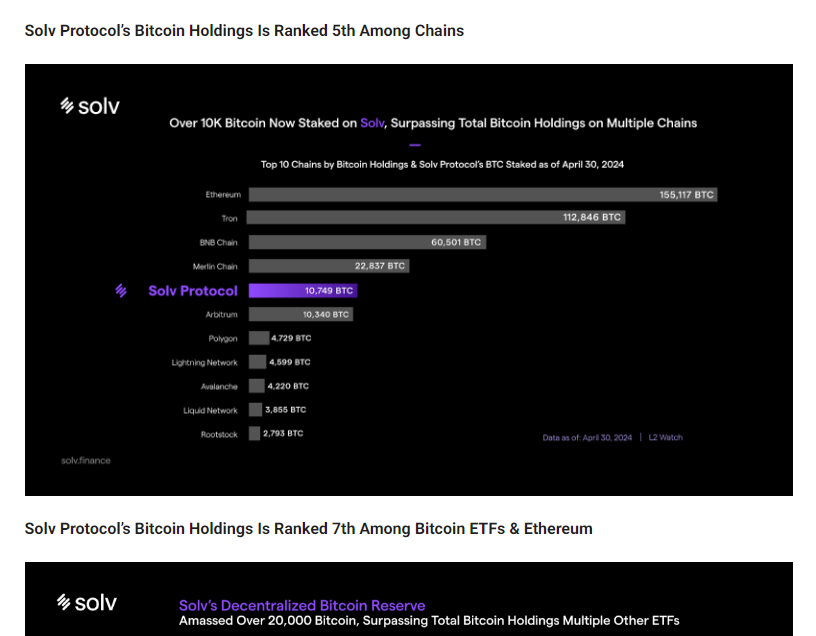 Solv Protocol’s Bitcoin Holdings Is Ranked 5th Among Chains
solv
Over 10K Bitcoin Now Staked on Solv, Surpassing Total Bitcoin Holdings on Multiple Chains
Top 10 Chains by Bitcoin Holdings & Solv Protocol’s BTC Staked as of April 30, 2024
Ethereum 155,117 BTC
Tron 112,846 BTC
BNB Chain 60,501 BTC
Merlin Chain 22,837 BTC
Solv Protocol 10,749 BTC
Arbitrum 10,340 BTC
Polygon 4,729 BTC
Lightning Network 4,599 BTC
Avalanche 4,220 BTC
Liquid Network 3,855 BTC
Rootstock 2,793 BTC
Data as of: April 30, 2024 | L2 Watch
solv.finance
Solv Protocol’s Bitcoin Holdings Is Ranked 7th Among Bitcoin ETFs & Ethereum
solv
Solv’s Decentralized Bitcoin Reserve
Amassed Over 20,000 Bitcoin, Surpassing Total Bitcoin Holdings Multiple Other ETFs